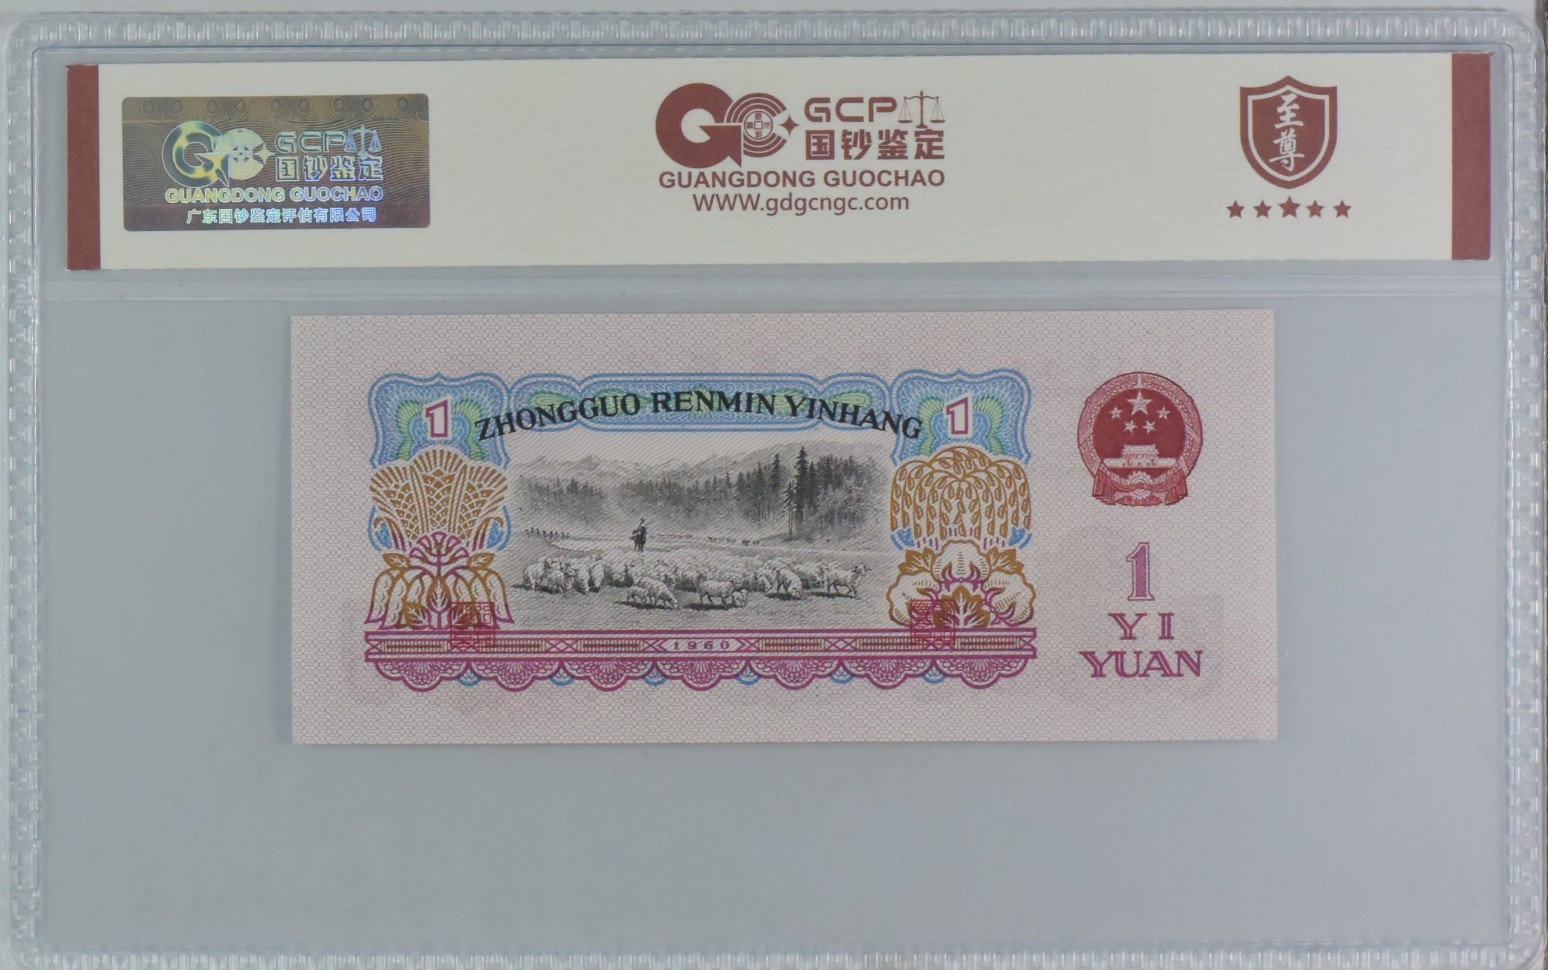 GCP
国钞鉴定
GUANGDONG GUOCHAO
广东国钞鉴定评估有限公司
GCP
国钞鉴定
GUANGDONG GUOCHAO
WWW.gdgcngc.com
至尊
1 ZHONGGUO RENMIN YINHANG 1
1960
1
YI
YUAN